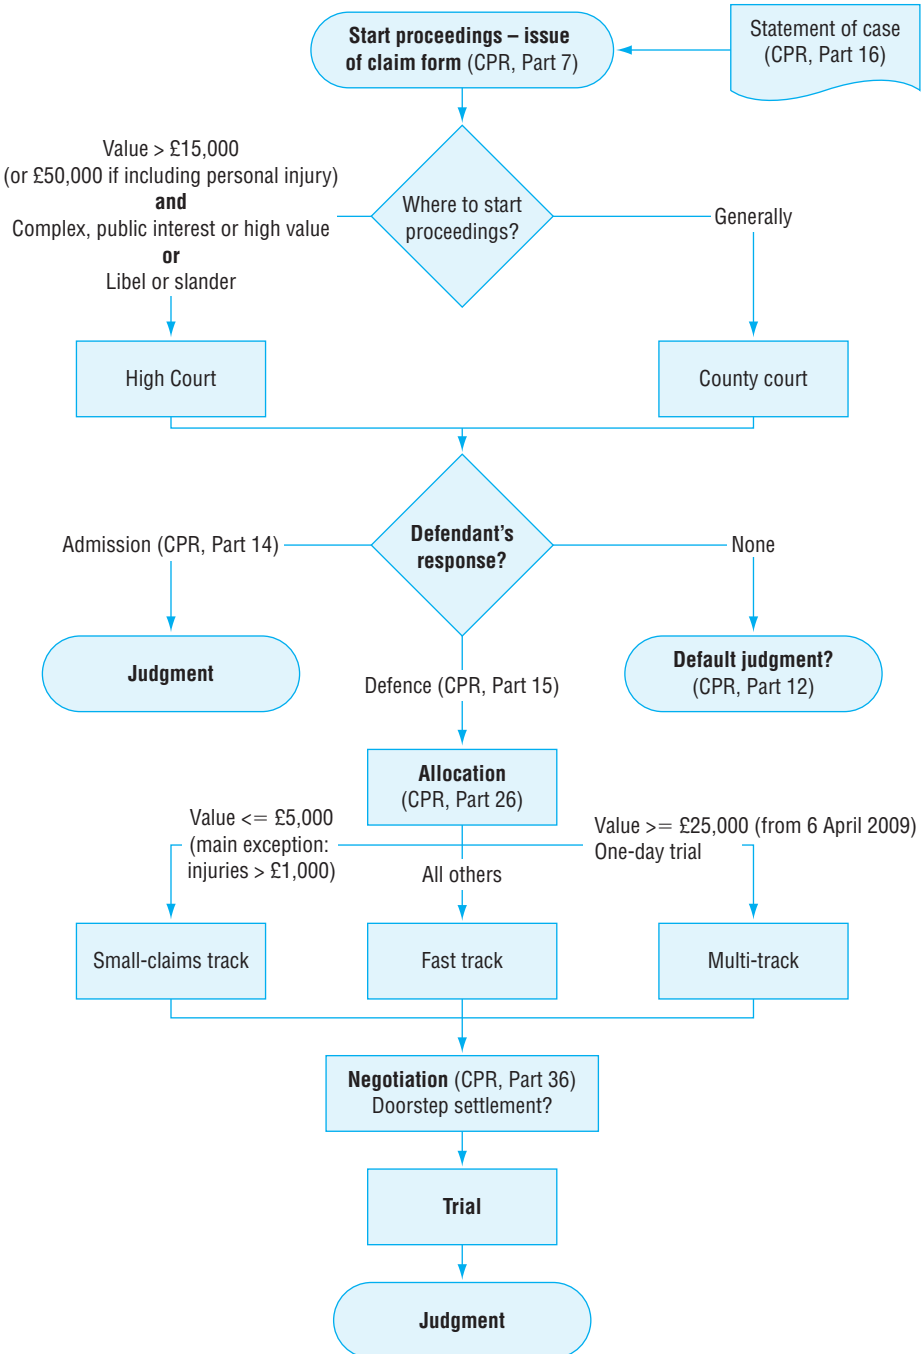 Start proceedings – issue
of claim form (CPR, Part 7)
Statement of case
(CPR, Part 16)
Value > £15,000
(or £50,000 if including personal injury)
and
Complex, public interest or high value
or
Libel or slander
Where to start
proceedings?
Generally
High Court
County court
Admission (CPR, Part 14)
Defendant's
response?
None
Judgment
Default judgment?
(CPR, Part 12)
Defence (CPR, Part 15)
Allocation
(CPR, Part 26)
Value <= £5,000
(main exception:
injuries > £1,000)
All others
Value >= £25,000 (from 6 April 2009)
One-day trial
Small-claims track
Fast track
Multi-track
Negotiation (CPR, Part 36)
Doorstep settlement?
Trial
Judgment